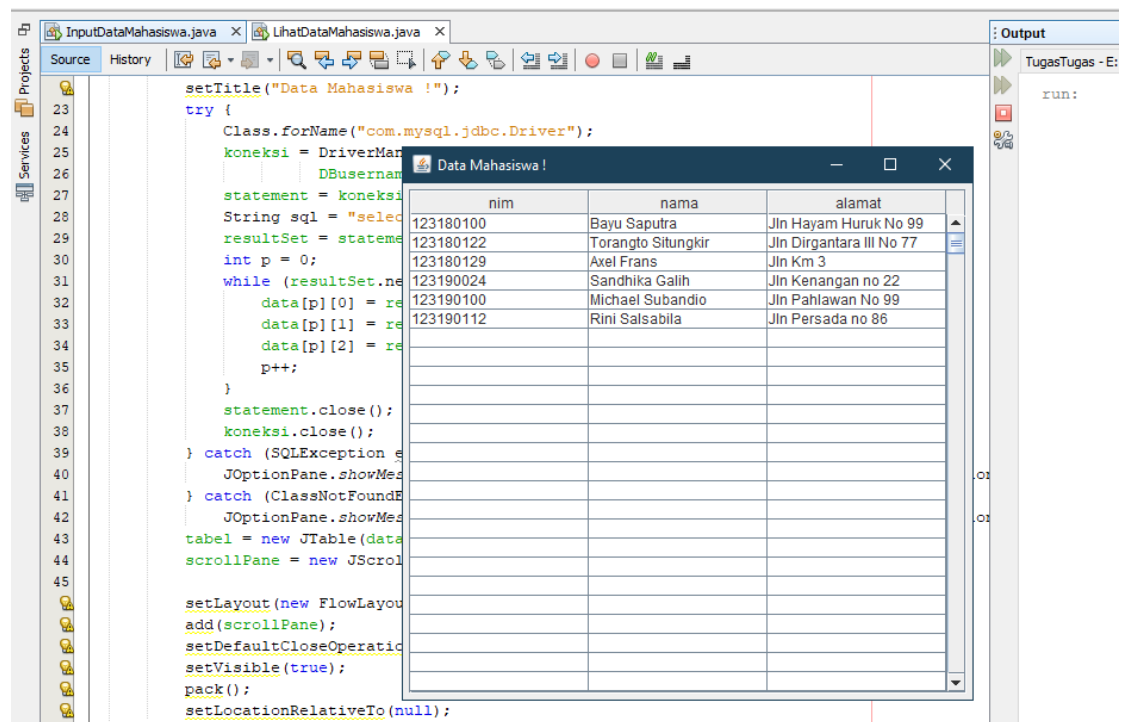 InputDataMahasiswa.java × LihatDataMahasiswa.java ×
Output
Projects
Services
Source History
TugasTugas - E:
run:
setTitle("Data Mahasiswa !");
23 try {
24 Class.forName("com.mysql.jdbc.Driver");
25 koneksi = DriverMan
26 DBusernam
27 statement = koneksi
28 String sql = "selec
29 resultSet = stateme
30 int p = 0;
31 while (resultSet.ne
32 data[p][0] = re
33 data[p][1] = re
34 data[p][2] = re
35 p++;
36 }
37 statement.close();
38 koneksi.close();
39 } catch (SQLException e
40 JOptionPane.showMes
41 } catch (ClassNotFoundE
42 JOptionPane.showMes
43 tabel = new JTable(data
44 scrollPane = new JScrol
45
setLayout(new FlowLayou
add(scrollPane);
setDefaultCloseOperatic
setVisible(true);
pack();
setLocationRelativeTo(null);
Data Mahasiswa !
nim nama alamat
123180100 Bayu Saputra Jln Hayam Huruk No 99
123180122 Torangto Situngkir Jln Dirgantara III No 77
123180129 Axel Frans Jln Km 3
123190024 Sandhika Galih Jln Kenangan no 22
123190100 Michael Subandio Jln Pahlawan No 99
123190112 Rini Salsabila Jln Persada no 86